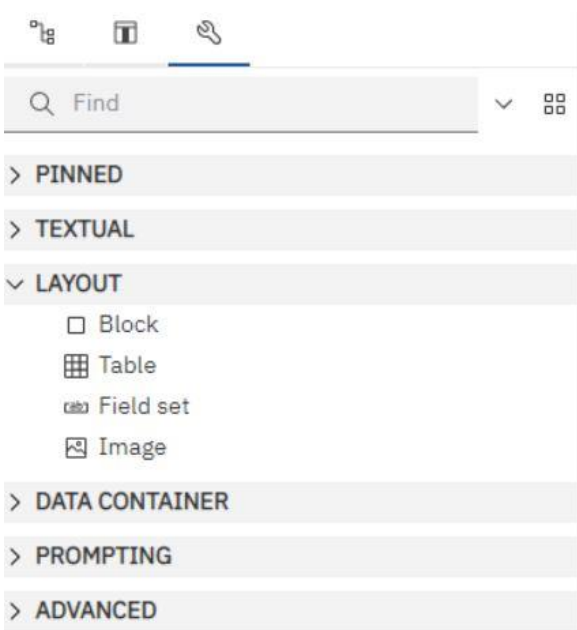 Find
PINNED
TEXTUAL
LAYOUT
Block
Table
Field set
Image
DATA CONTAINER
PROMPTING
ADVANCED